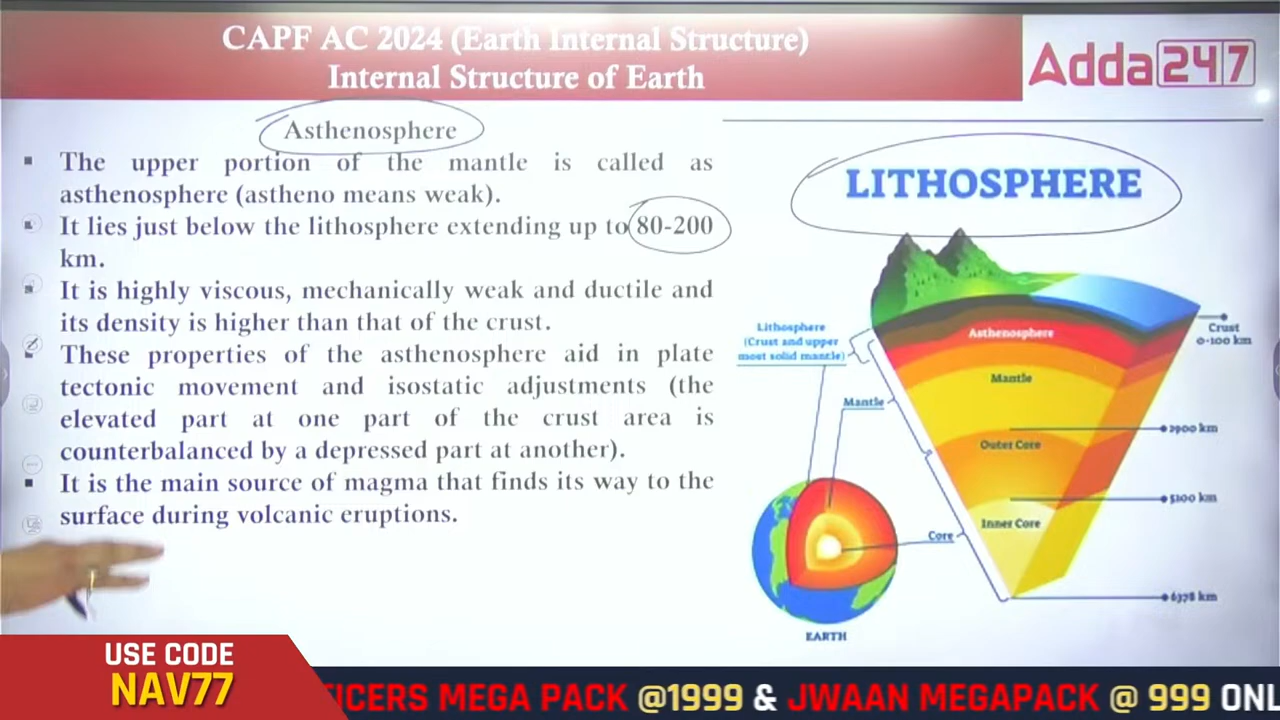 CAPF AC 2024 (Earth Internal Structure)
Internal Structure of Earth
Adda247
Asthenosphere
▪ The upper portion of the mantle is called as
asthenosphere (astheno means weak).
▪ It lies just below the lithosphere extending up to 80-200
km.
▪ It is highly viscous, mechanically weak and ductile and
its density is higher than that of the crust.
▪ These properties of the asthenosphere aid in plate
tectonic movement and isostatic adjustments (the
elevated part at one part of the crust area is
counterbalanced by a depressed part at another).
▪ It is the main source of magma that finds its way to the
surface during volcanic eruptions.
LITHOSPHERE
Lithosphere
(Crust and upper
most solid mantle)
Asthenosphere
Crust
0-100 km
Mantle
Mantle
2900 km
Outer Core
5100 km
Inner Core
Core
6378 km
EARTH
USE CODE
NAV77
FICERS MEGA PACK @1999 & JWAAN MEGAPACK @ 999 ONL